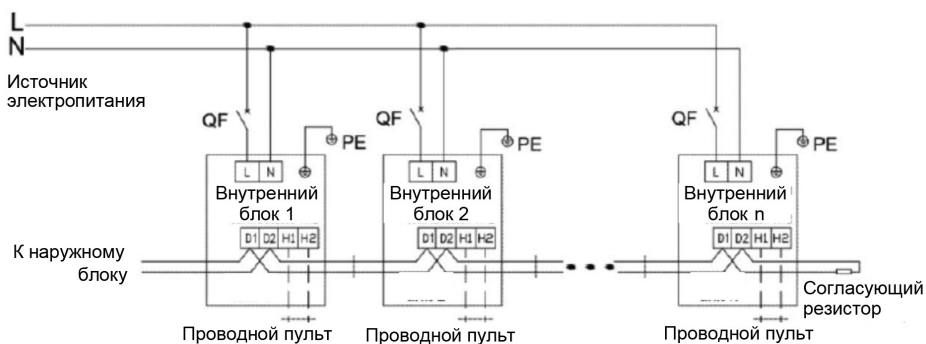 L
N
Источник
электропитания
QF
PE
QF
PE
QF
PE
L N
L N
L N
Внутренний
блок 1
Внутренний
блок 2
Внутренний
блок n
D1 D2 H1 H2
D1 D2 H1 H2
D1 D2 H1 H2
К наружному
блоку
Согласующий
резистор
Проводной пульт
Проводной пульт
Проводной пульт